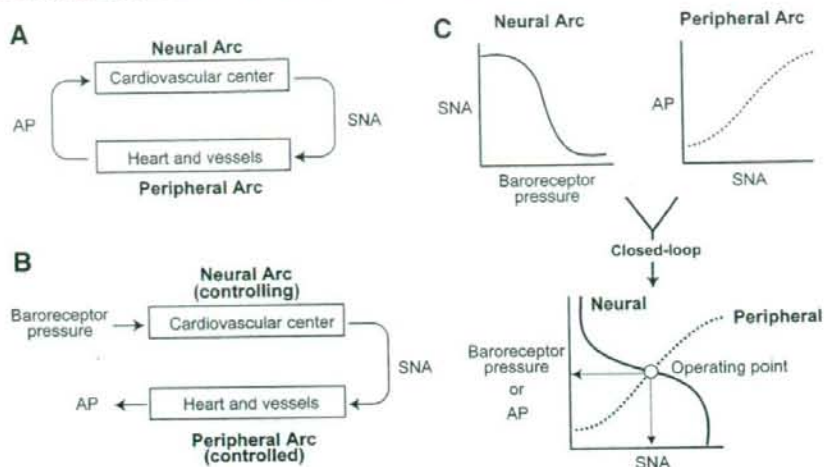 A
Neural Arc
Cardiovascular center
AP
SNA
Heart and vessels
Peripheral Arc
B
Neural Arc
(controlling)
Baroreceptor
pressure
Cardiovascular center
SNA
AP
Heart and vessels
Peripheral Arc
(controlled)
C
Neural Arc
SNA
Baroreceptor
pressure
Peripheral Arc
AP
SNA
Closed-loop
Neural
Peripheral
Baroreceptor
pressure
or
AP
Operating point
SNA